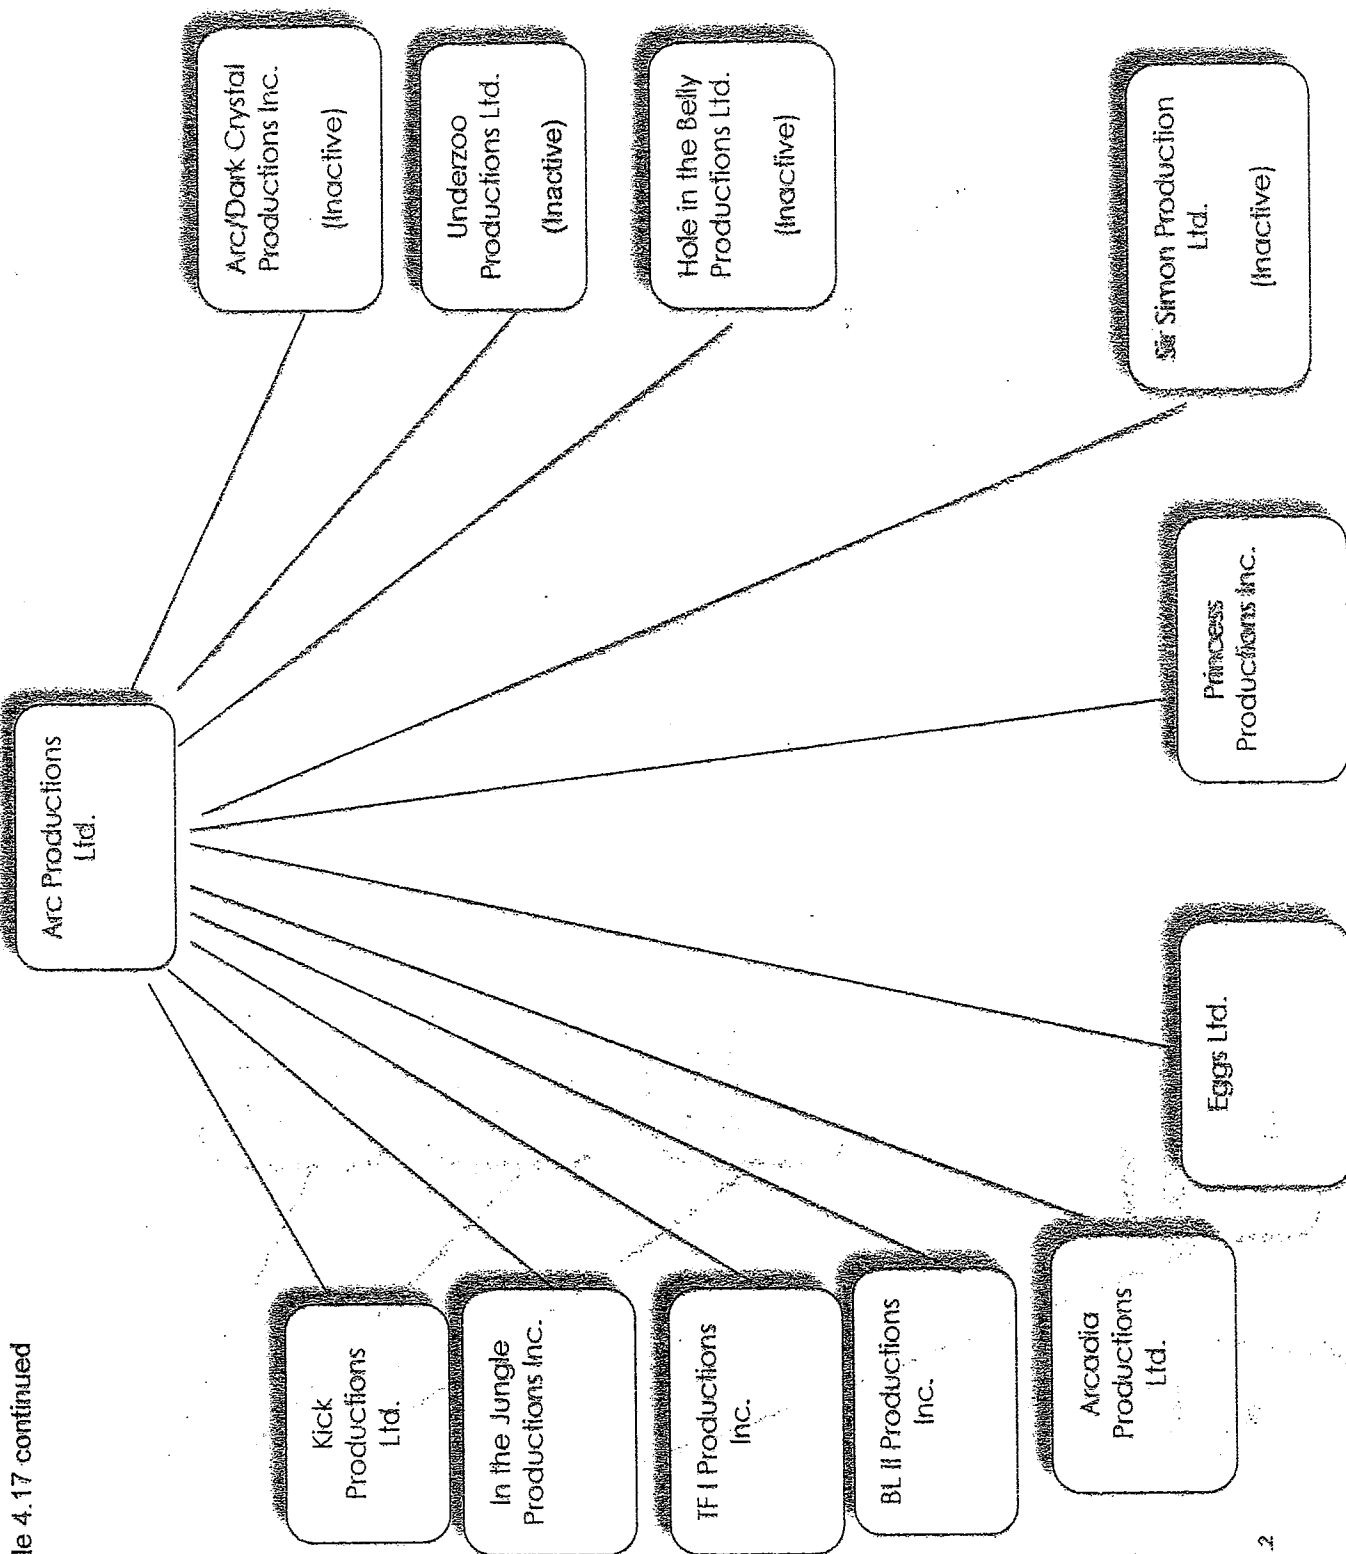 le 4.17 continued
Arc Productions
Ltd.
Kick
Productions
Ltd.
In the Jungle
Productions Inc.
TF I Productions
Inc.
BL II Productions
Inc.
Arcadia
Productions
Ltd.
Eggs Ltd.
Princess
Productions Inc.
Sir Simon Production
Ltd.
(Inactive)
Hole in the Belly
Productions Ltd.
(Inactive)
Underzoo
Productions Ltd.
(Inactive)
Arc/Dark Crystal
Productions Inc.
(Inactive)
2